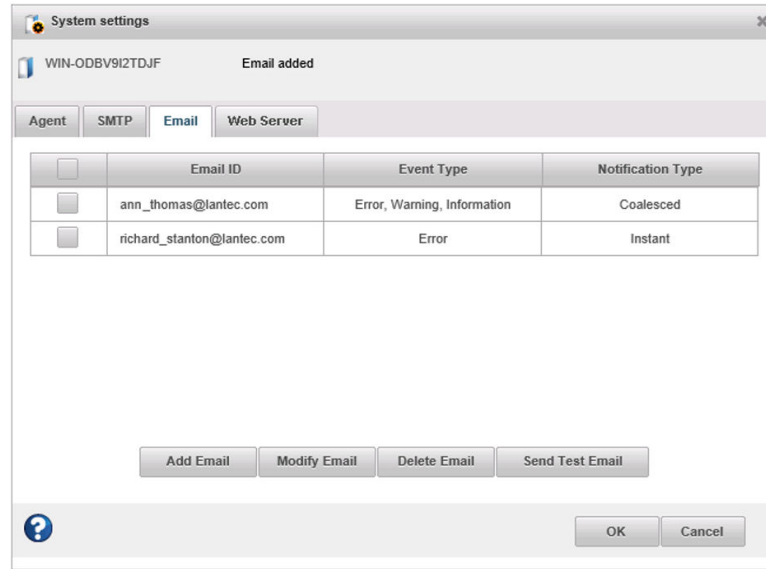 System settings
WIN-ODBV9I2TDJF Email added
Agent SMTP Email Web Server
Email ID Event Type Notification Type
ann_thomas@lantec.com Error, Warning, Information Coalesced
richard_stanton@lantec.com Error Instant
Add Email Modify Email Delete Email Send Test Email
? OK Cancel